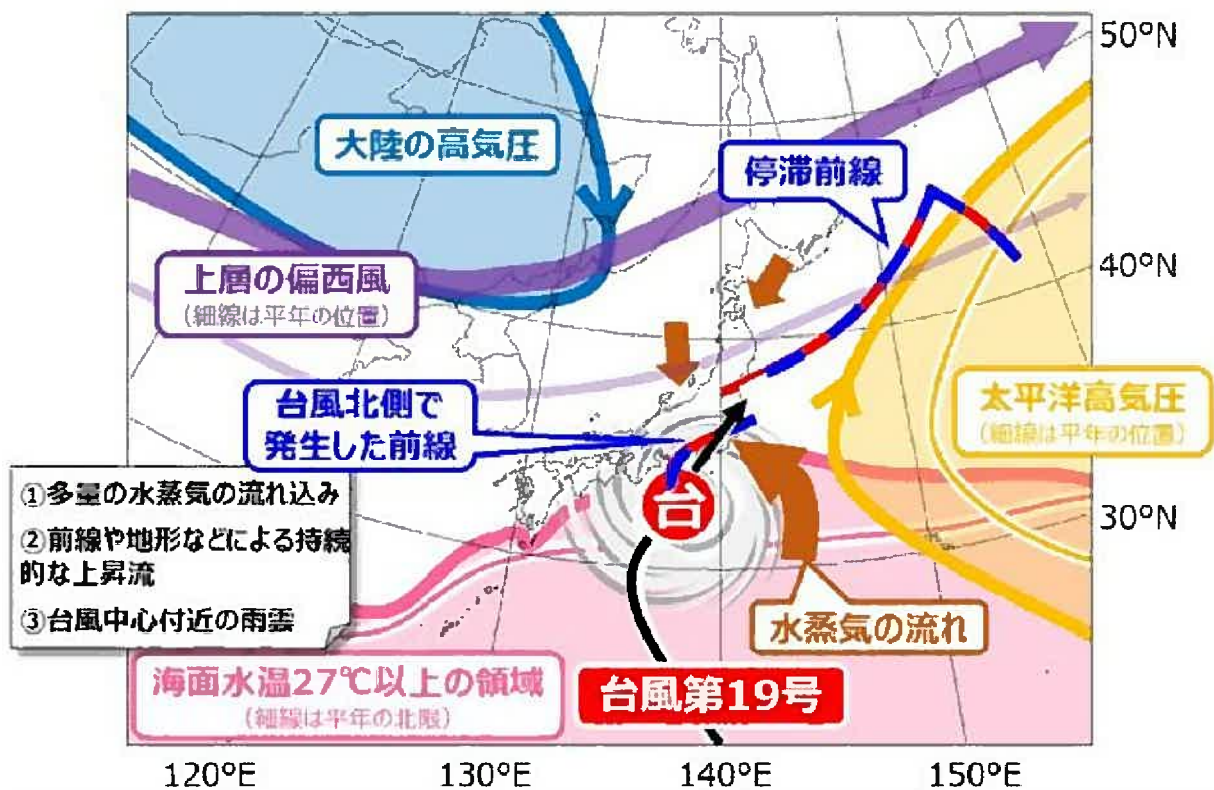 50°N
大陸の高気圧
停滞前線
上層の偏西風
(細線は平年の位置)
40°N
台風北側で
発生した前線
太平洋高気圧
(細線は平年の位置)
①多量の水蒸気の流れ込み
②前線や地形などによる持続
的な上昇流
③台風中心付近の雨雲
台
30°N
水蒸気の流れ
海面水温27℃以上の領域
(細線は平年の北限)
台風第19号
120°E
130°E
140°E
150°E